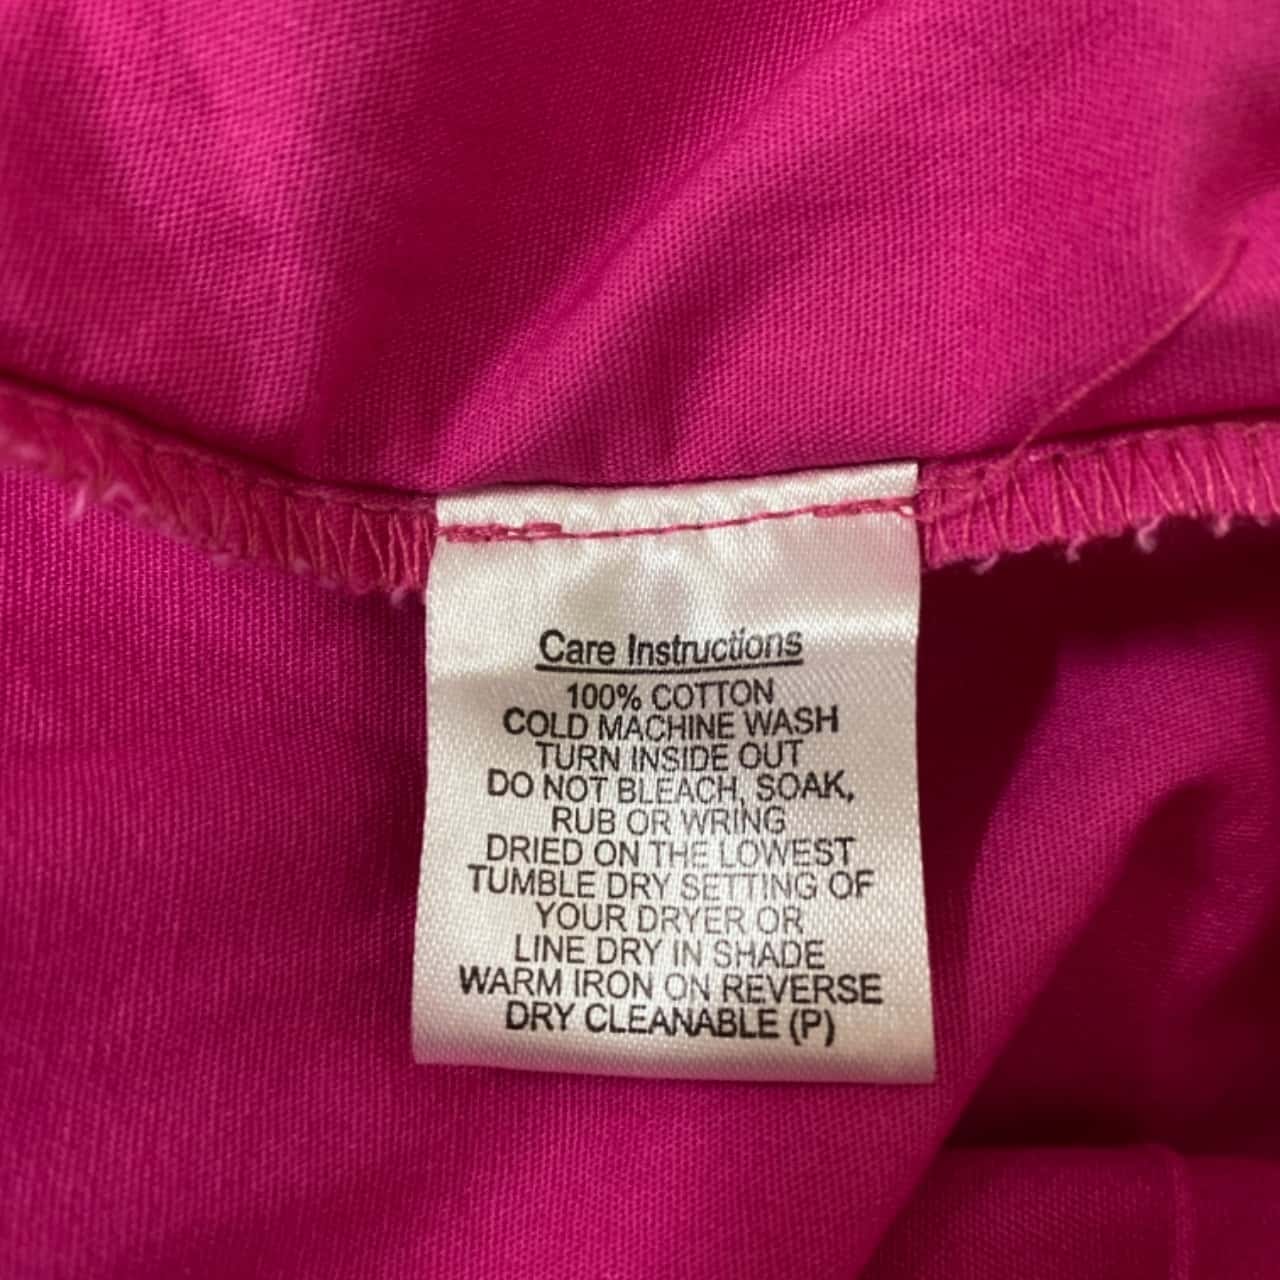 Care Instructions
100% COTTON
COLD MACHINE WASH
TURN INSIDE OUT
DO NOT BLEACH, SOAK,
RUB OR WRING
DRIED ON THE LOWEST
TUMBLE DRY SETTING OF
YOUR DRYER OR
LINE DRY IN SHADE
WARM IRON ON REVERSE
DRY CLEANABLE (P)